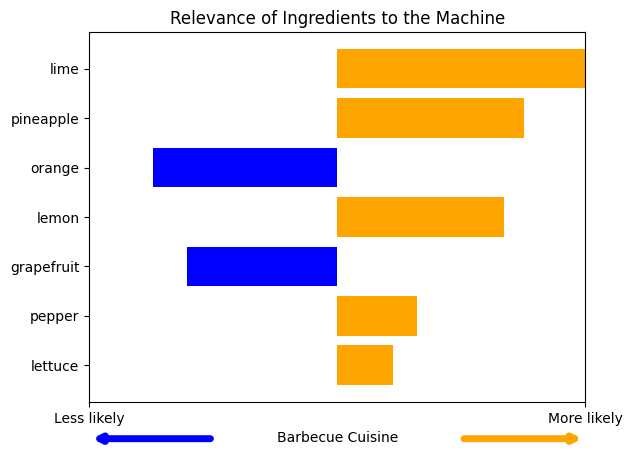 Relevance of Ingredients to the Machine
lime
pineapple
orange
lemon
grapefruit
pepper
lettuce
Less likely
More likely
Barbecue Cuisine